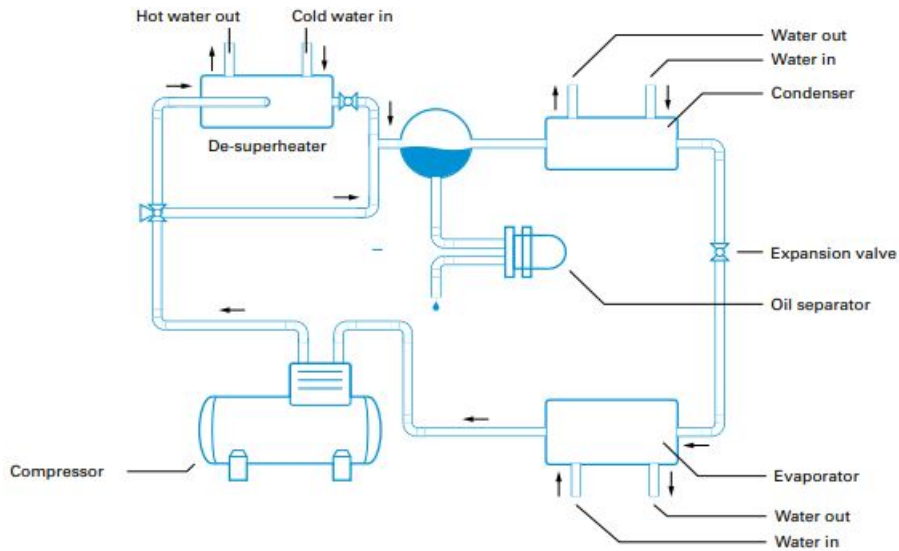 Hot water out
Cold water in
Water out
Water in
Condenser
De-superheater
Expansion valve
Oil separator
Compressor
Evaporator
Water out
Water in